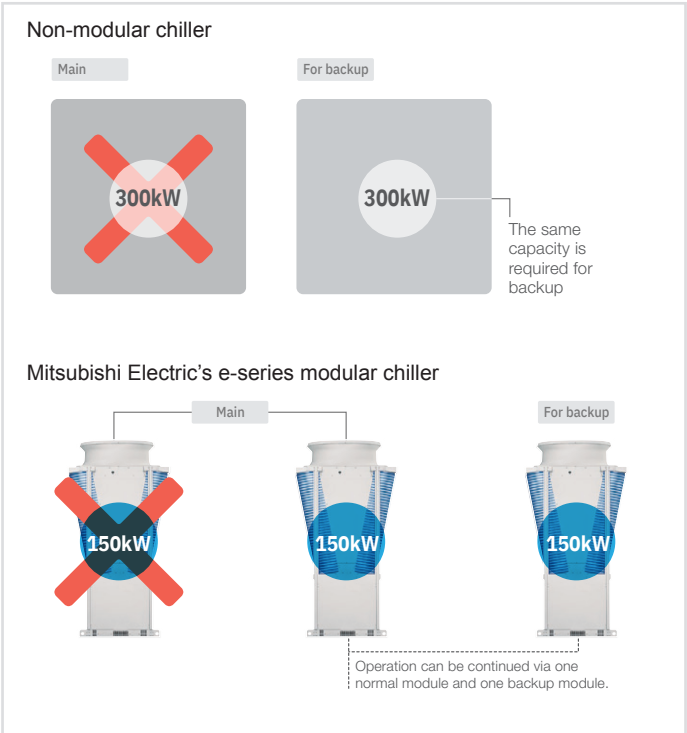 Non-modular chiller
Main
For backup
300kW
300kW
The same
capacity is
required for
backup
Mitsubishi Electric's e-series modular chiller
Main
For backup
150kW
150kW
150kW
Operation can be continued via one
normal module and one backup module.